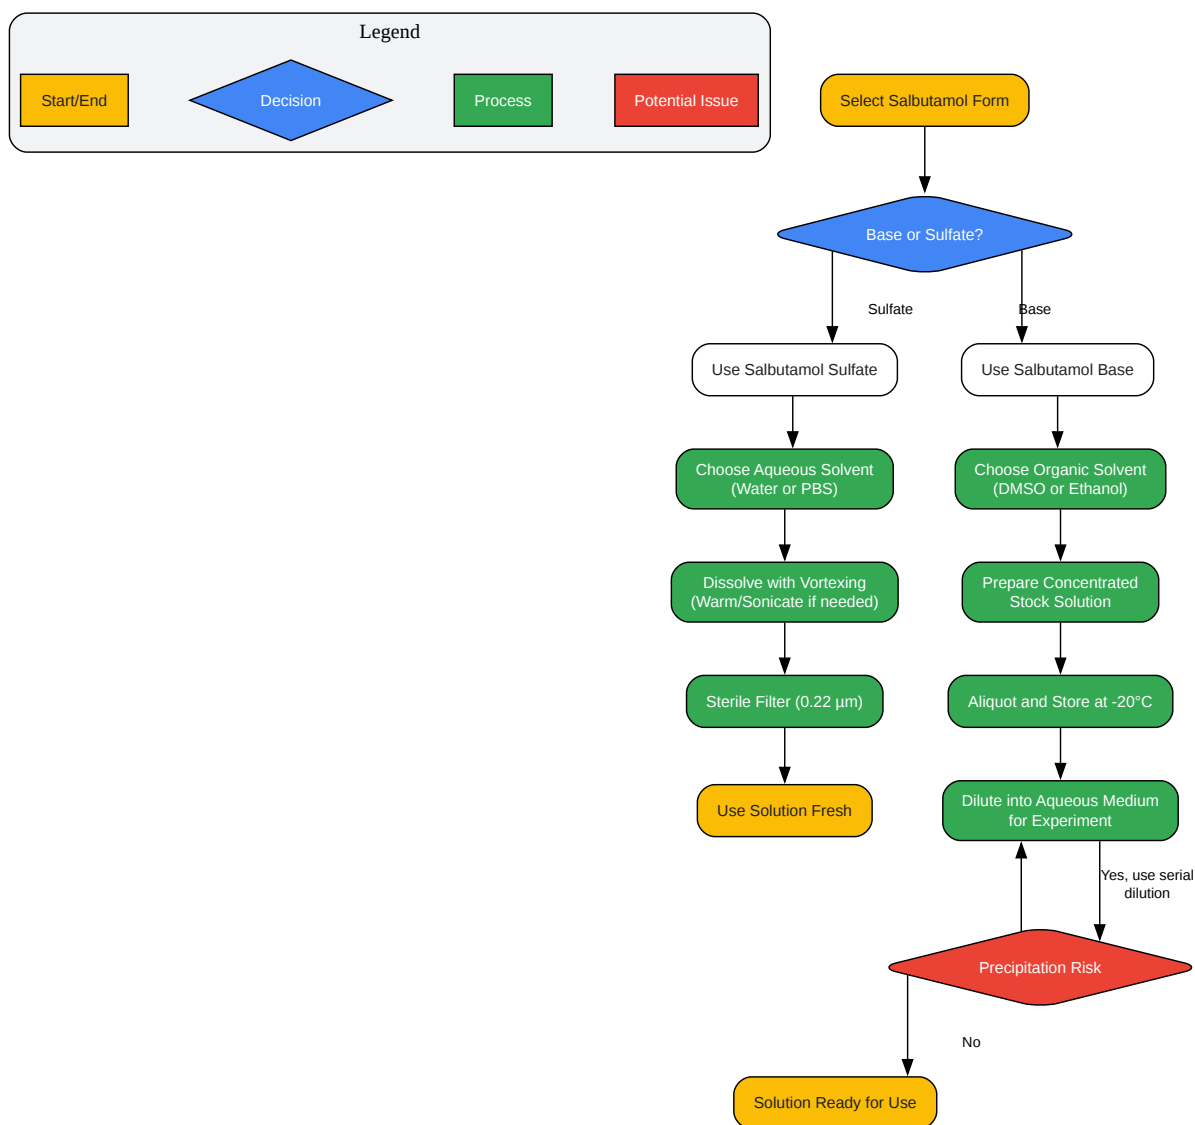 Legend
Start/End
Decision
Process
Potential Issue
Select Salbutamol Form
Base or Sulfate?
Sulfate
Base
Use Salbutamol Sulfate
Use Salbutamol Base
Choose Aqueous Solvent
(Water or PBS)
Choose Organic Solvent
(DMSO or Ethanol)
Dissolve with Vortexing
(Warm/Sonicate if needed)
Prepare Concentrated
Stock Solution
Sterile Filter (0.22 µm)
Aliquot and Store at -20°C
Use Solution Fresh
Dilute into Aqueous Medium
for Experiment
Yes, use serial
dilution
Precipitation Risk
No
Solution Ready for Use